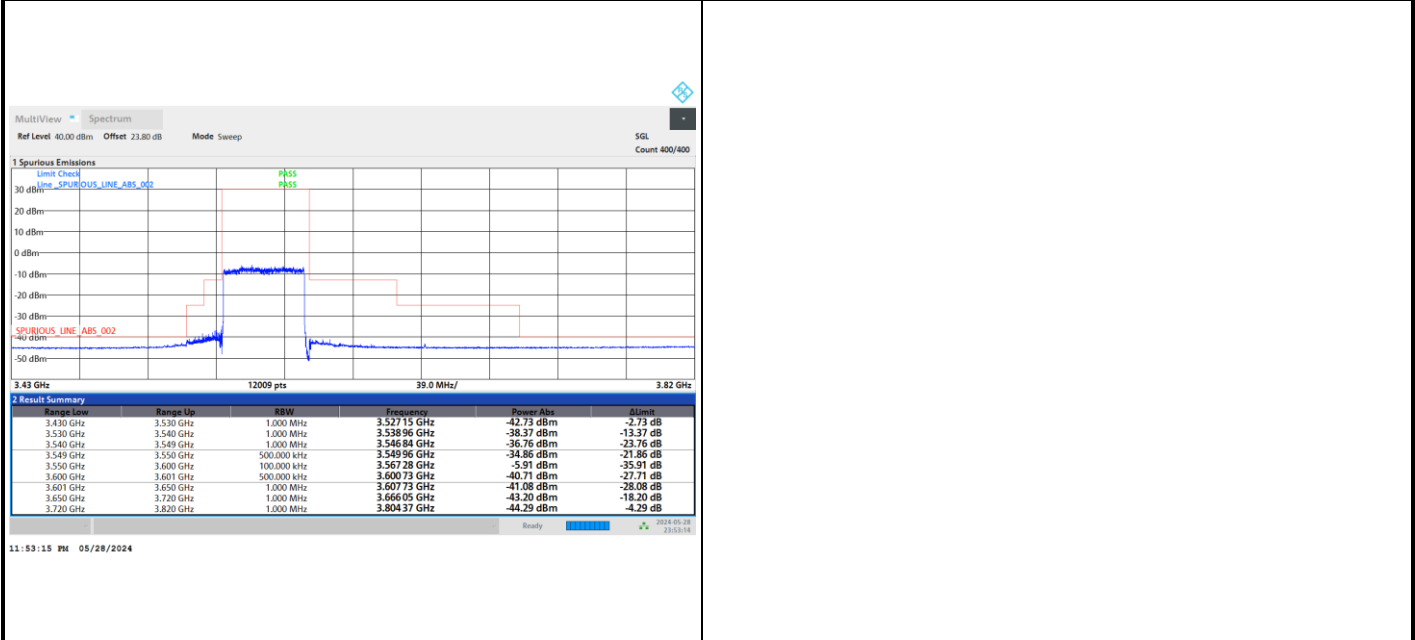 MultiView Spectrum
Ref Level 40.00 dBm Offset 23.80 dB Mode Sweep SGL
Count 400/400
1 Spurious Emissions
Limit Check PASS
Line _SPURIOUS_LINE_ABS_002 PASS
30 dBm
20 dBm
10 dBm
0 dBm
-10 dBm
-20 dBm
-30 dBm
SPURIOUS_LINE_ABS_002
-40 dBm
-50 dBm
3.43 GHz 12009 pts 39.0 MHz/ 3.82 GHz
2 Result Summary
Range Low Range Up RBW Frequency Power Abs ΔLimit
3.430 GHz 3.530 GHz 1.000 MHz 3.527 15 GHz -42.73 dBm -2.73 dB
3.530 GHz 3.540 GHz 1.000 MHz 3.538 96 GHz -38.37 dBm -13.37 dB
3.540 GHz 3.549 GHz 1.000 MHz 3.546 84 GHz -36.76 dBm -23.76 dB
3.549 GHz 3.550 GHz 500.000 kHz 3.549 96 GHz -34.86 dBm -21.86 dB
3.550 GHz 3.600 GHz 100.000 kHz 3.567 28 GHz -5.91 dBm -35.91 dB
3.600 GHz 3.601 GHz 500.000 kHz 3.600 73 GHz -40.71 dBm -27.71 dB
3.601 GHz 3.650 GHz 1.000 MHz 3.607 73 GHz -41.08 dBm -28.08 dB
3.650 GHz 3.720 GHz 1.000 MHz 3.666 05 GHz -43.20 dBm -18.20 dB
3.720 GHz 3.820 GHz 1.000 MHz 3.804 37 GHz -44.29 dBm -4.29 dB
Ready 2024-05-28
23:53:14
11:53:15 PM 05/28/2024